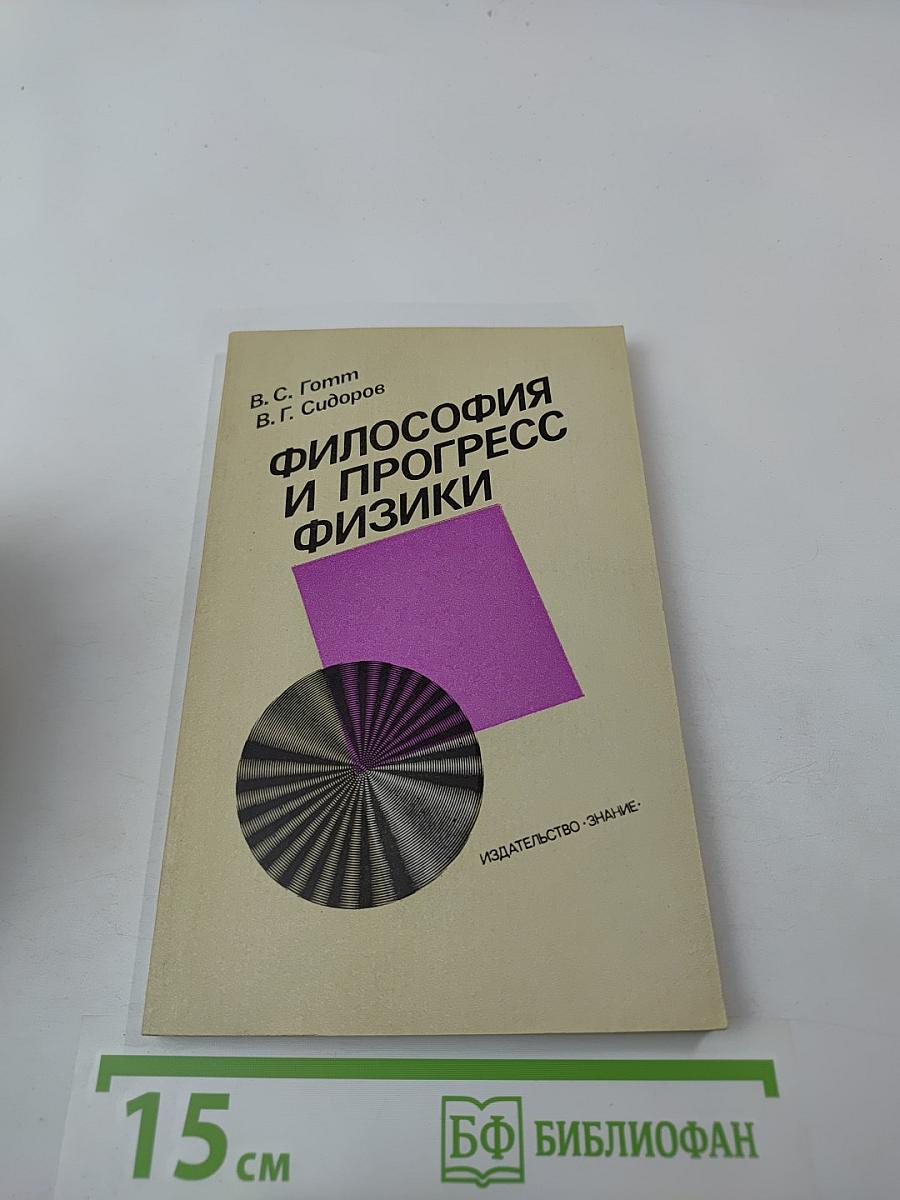 В. С. Готт
В. Г. Сидоров
ФИЛОСОФИЯ
И ПРОГРЕСС
ФИЗИКИ
ИЗДАТЕЛЬСТВО ·ЗНАНИЕ·
15 см
БФ БИБЛИОФАН